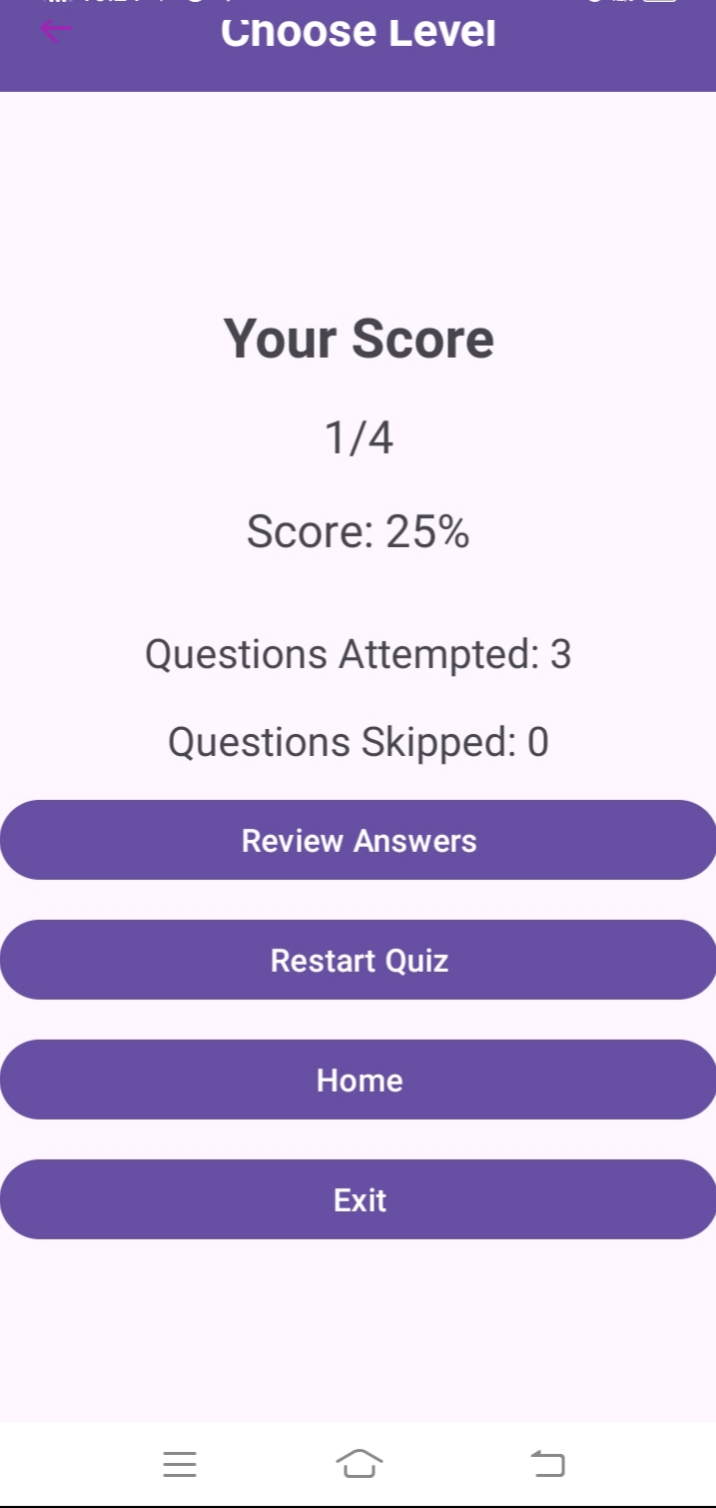 Choose Level
Your Score
1/4
Score: 25%
Questions Attempted: 3
Questions Skipped: 0
Review Answers
Restart Quiz
Home
Exit